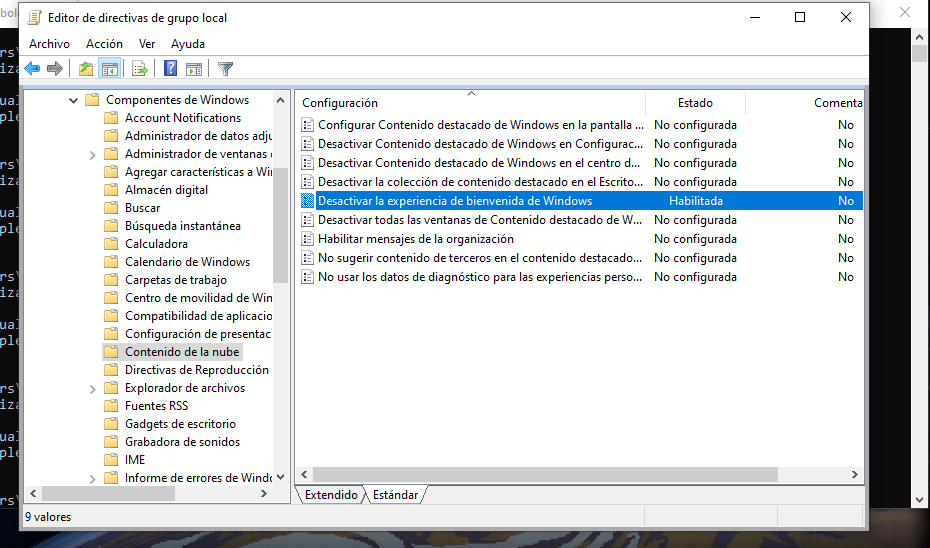 Editor de directivas de grupo local
Archivo Acción Ver Ayuda
Componentes de Windows
Account Notifications
Administrador de datos adju
Administrador de ventanas
Agregar características a Wi
Almacén digital
Buscar
Búsqueda instantánea
Calculadora
Calendario de Windows
Carpetas de trabajo
Centro de movilidad de Win
Compatibilidad de aplicacio
Configuración de presentac
Contenido de la nube
Directivas de Reproducción
Explorador de archivos
Fuentes RSS
Gadgets de escritorio
Grabadora de sonidos
IME
Informe de errores de Windo
Configuración Estado Comenta
Configurar Contenido destacado de Windows en la pantalla ... No configurada No
Desactivar Contenido destacado de Windows en Configurac... No configurada No
Desactivar Contenido destacado de Windows en el centro d... No configurada No
Desactivar la colección de contenido destacado en el Escrito... No configurada No
Desactivar la experiencia de bienvenida de Windows Habilitada No
Desactivar todas las ventanas de Contenido destacado de W... No configurada No
Habilitar mensajes de la organización No configurada No
No sugerir contenido de terceros en el contenido destacado... No configurada No
No usar los datos de diagnóstico para las experiencias perso... No configurada No
Extendido Estándar
9 valores